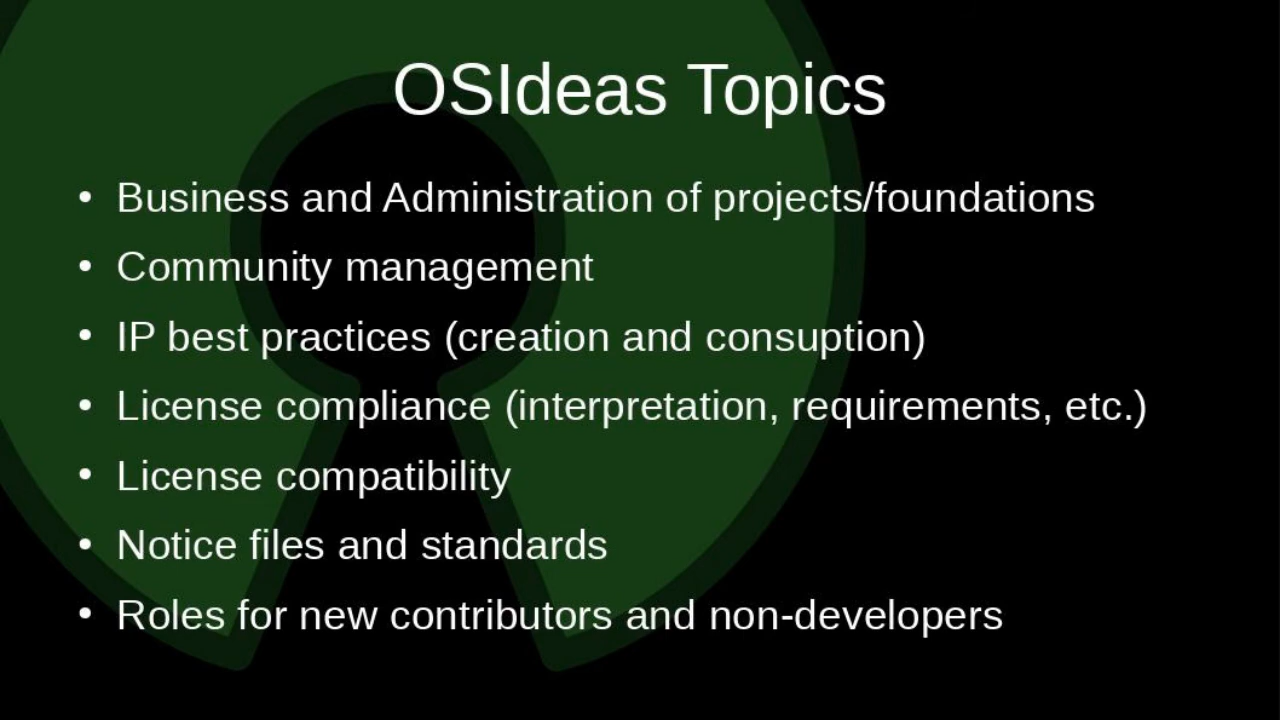 OSIdeas Topics
• Business and Administration of projects/foundations
• Community management
• IP best practices (creation and consuption)
• License compliance (interpretation, requirements, etc.)
• License compatibility
• Notice files and standards
• Roles for new contributors and non-developers